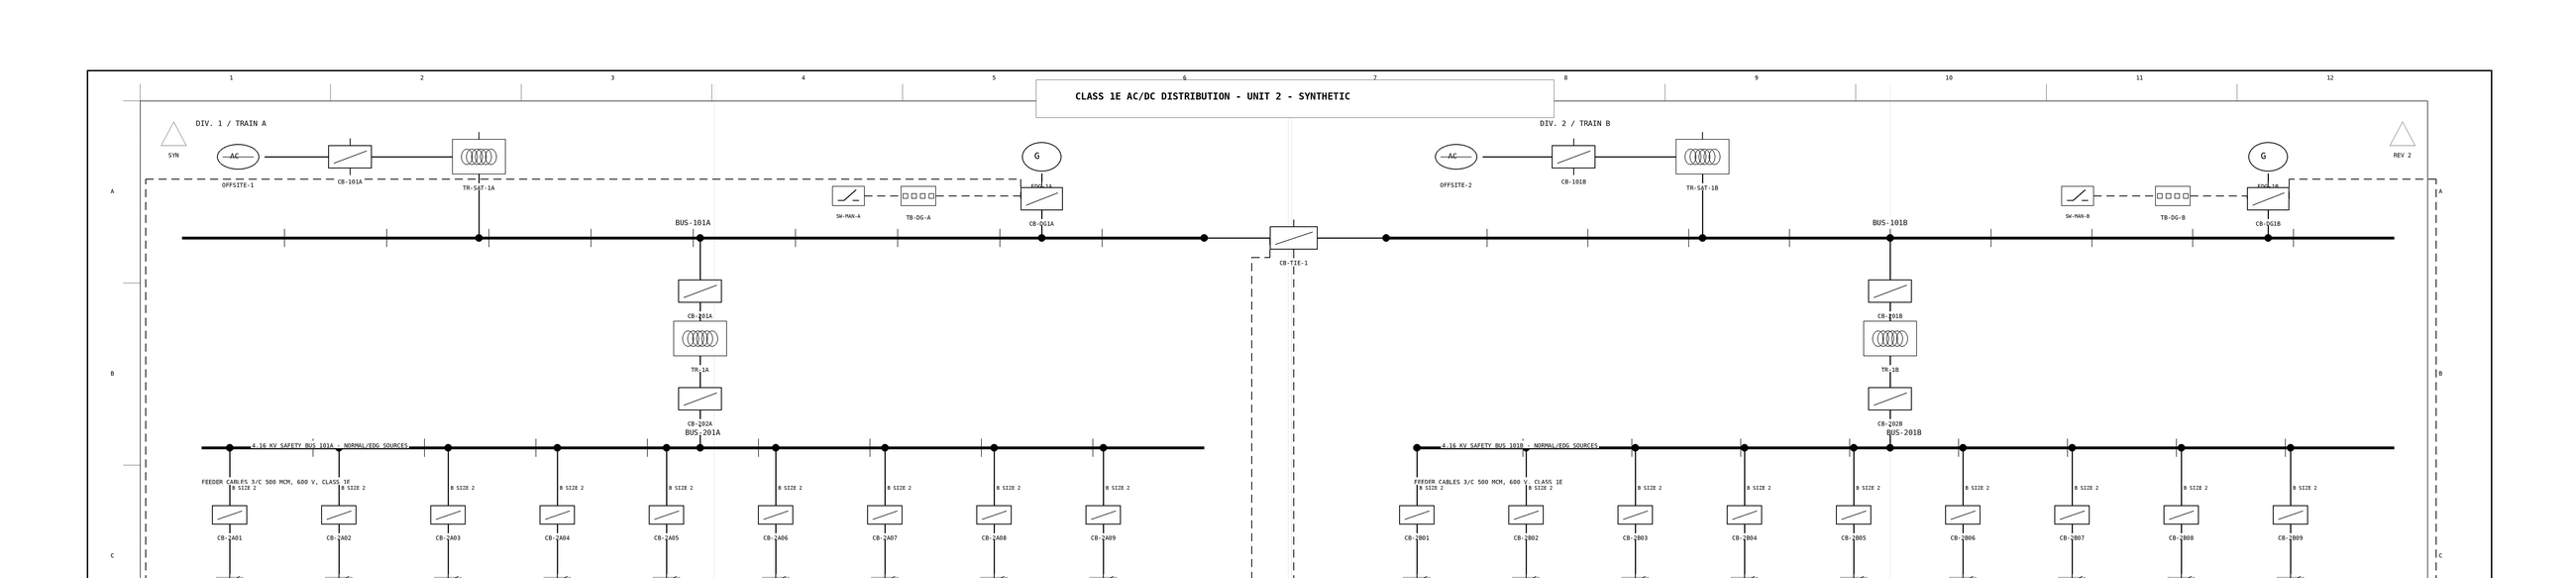 1 2 3 4 5 6 7 8 9 10 11 12
CLASS 1E AC/DC DISTRIBUTION - UNIT 2 - SYNTHETIC
DIV. 1 / TRAIN A
DIV. 2 / TRAIN B
SYN
AC
G
AC
G
REV 2
OFFSITE-1
CB-101A
TR-SAT-1A
EDG-1A
OFFSITE-2
CB-101B
TR-SAT-1B
EDG-1B
A
A
SW-MAN-A
TB-DG-A
CB-DG1A
SW-MAN-B
TB-DG-B
CB-DG1B
BUS-101A
BUS-101B
CB-TIE-1
CB-201A
CB-201B
TR-1A
TR-1B
B
B
CB-202A
CB-202B
BUS-201A
BUS-201B
4.16 KV SAFETY BUS 101A - NORMAL/EDG SOURCES
4.16 KV SAFETY BUS 101B - NORMAL/EDG SOURCES
FEEDER CABLES 3/C 500 MCM, 600 V, CLASS 1E
FEEDER CABLES 3/C 500 MCM, 600 V, CLASS 1E
B SIZE 2 B SIZE 2 B SIZE 2 B SIZE 2 B SIZE 2 B SIZE 2 B SIZE 2 B SIZE 2 B SIZE 2
B SIZE 2 B SIZE 2 B SIZE 2 B SIZE 2 B SIZE 2 B SIZE 2 B SIZE 2 B SIZE 2
CB-2A01 CB-2A02 CB-2A03 CB-2A04 CB-2A05 CB-2A06 CB-2A07 CB-2A08 CB-2A09
CB-2B01 CB-2B02 CB-2B03 CB-2B04 CB-2B05 CB-2B06 CB-2B07 CB-2B08 CB-2B09
C
C